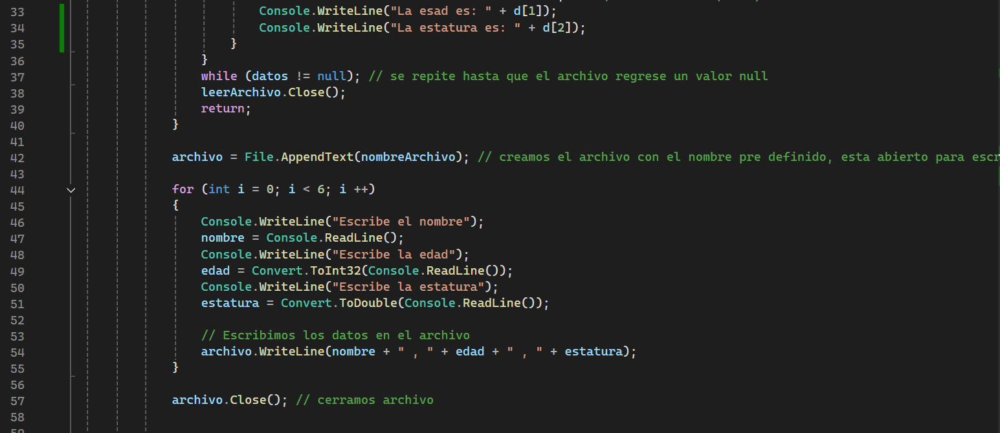 33 Console.WriteLine("La esad es: " + d[1]);
34 Console.WriteLine("La estatura es: " + d[2]);
35 }
36 }
37 while (datos != null); // se repite hasta que el archivo regrese un valor null
38 leerArchivo.Close();
39 return;
40 }
41
42 archivo = File.AppendText(nombreArchivo); // creamos el archivo con el nombre pre definido, esta abierto para escr
43
44 for (int i = 0; i < 6; i ++)
45 {
46 Console.WriteLine("Escribe el nombre");
47 nombre = Console.ReadLine();
48 Console.WriteLine("Escribe la edad");
49 edad = Convert.ToInt32(Console.ReadLine());
50 Console.WriteLine("Escribe la estatura");
51 estatura = Convert.ToDouble(Console.ReadLine());
52
53 // Escribimos los datos en el archivo
54 archivo.WriteLine(nombre + " , " + edad + " , " + estatura);
55 }
56
57 archivo.Close(); // cerramos archivo
58